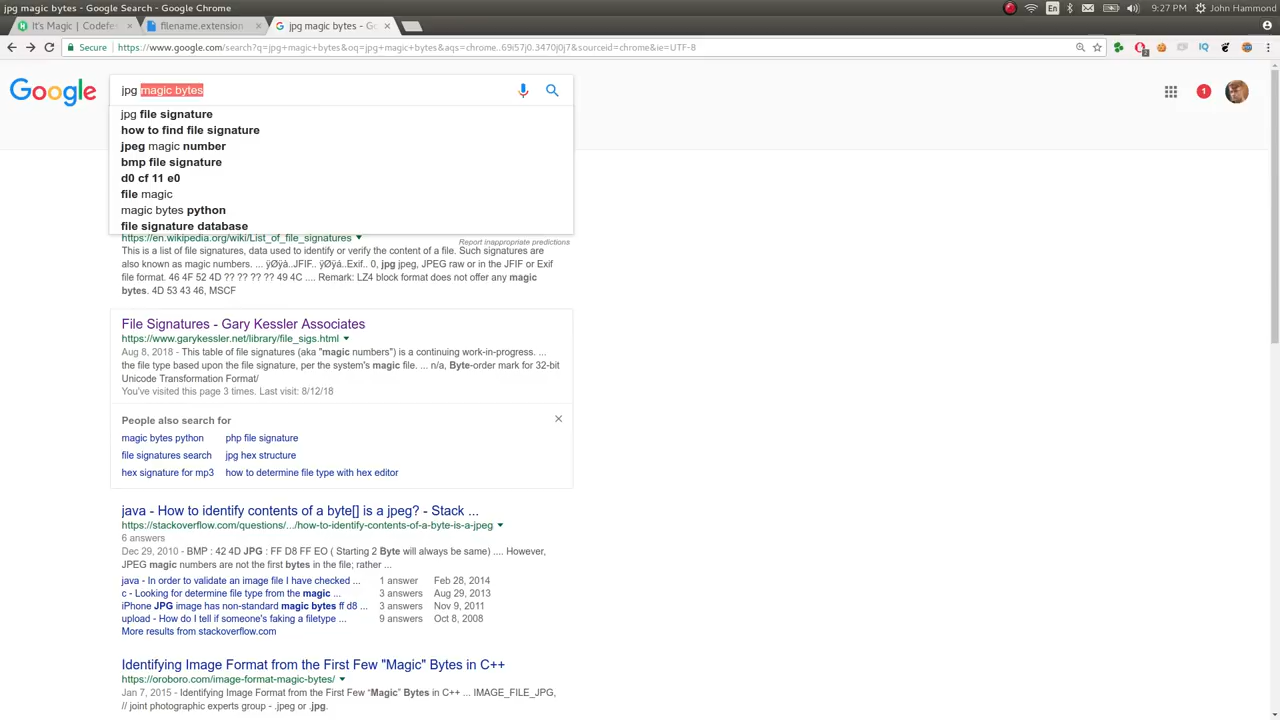 jpg magic bytes - Google Search - Google Chrome
En
9:27 PM
John Hammond
It's Magic | Codefe
filename.extension
jpg magic bytes - Go
Secure
https://www.google.com/search?q=jpg+magic+bytes&oq=jpg+magic+bytes&aqs=chrome..69i57j0.3470j0j7&sourceid=chrome&ie=UTF-8
2
IQ
Google
jpg magic bytes
1
jpg file signature
how to find file signature
jpeg magic number
bmp file signature
d0 cf 11 e0
file magic
magic bytes python
file signature database
https://en.wikipedia.org/wiki/List_of_file_signatures
Report inappropriate predictions
This is a list of file signatures, data used to identify or verify the content of a file. Such signatures are
also known as magic numbers. ... ÿØÿà..JFIF.. ÿØÿá..Exif.. 0, jpg jpeg, JPEG raw or in the JFIF or Exif
file format. 46 4F 52 4D ?? ?? ?? ?? 49 4C .... Remark: LZ4 block format does not offer any magic
bytes. 4D 53 43 46, MSCF
File Signatures - Gary Kessler Associates
https://www.garykessler.net/library/file_sigs.html
Aug 8, 2018 - This table of file signatures (aka "magic numbers") is a continuing work-in-progress. ...
the file type based upon the file signature, per the system's magic file. ... n/a, Byte-order mark for 32-bit
Unicode Transformation Format/
You've visited this page 3 times. Last visit: 8/12/18
People also search for
magic bytes python
php file signature
file signatures search
jpg hex structure
hex signature for mp3
how to determine file type with hex editor
java - How to identify contents of a byte[] is a jpeg? - Stack ...
https://stackoverflow.com/questions/.../how-to-identify-contents-of-a-byte-is-a-jpeg
6 answers
Dec 29, 2010 - BMP : 42 4D JPG : FF D8 FF EO ( Starting 2 Byte will always be same) .... However,
JPEG magic numbers are not the first bytes in the file; rather ...
java - In order to validate an image file I have checked ... 1 answer Feb 28, 2014
c - Looking for determine file type from the magic ... 3 answers Aug 29, 2013
iPhone JPG image has non-standard magic bytes ff d8 ... 3 answers Nov 9, 2011
upload - How do I tell if someone's faking a filetype ... 9 answers Oct 8, 2008
More results from stackoverflow.com
Identifying Image Format from the First Few "Magic" Bytes in C++
https://oroboro.com/image-format-magic-bytes/
Jan 7, 2015 - Identifying Image Format from the First Few “Magic” Bytes in C++ ... IMAGE_FILE_JPG,
// joint photographic experts group - .jpeg or .jpg.